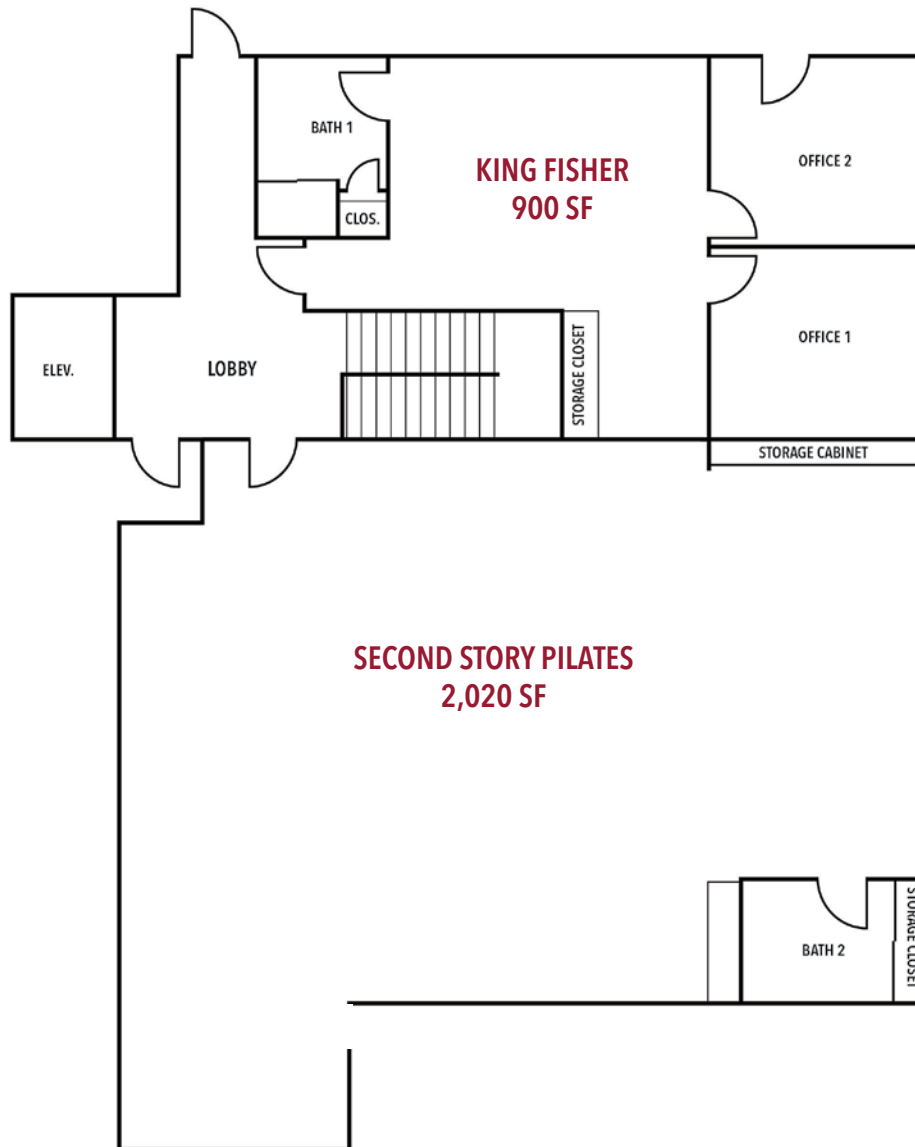 BATH 1
KING FISHER
900 SF
OFFICE 2
CLOS.
ELEV.
LOBBY
STORAGE CLOSET
OFFICE 1
STORAGE CABINET
SECOND STORY PILATES
2,020 SF
BATH 2
STORAGE CLOSET